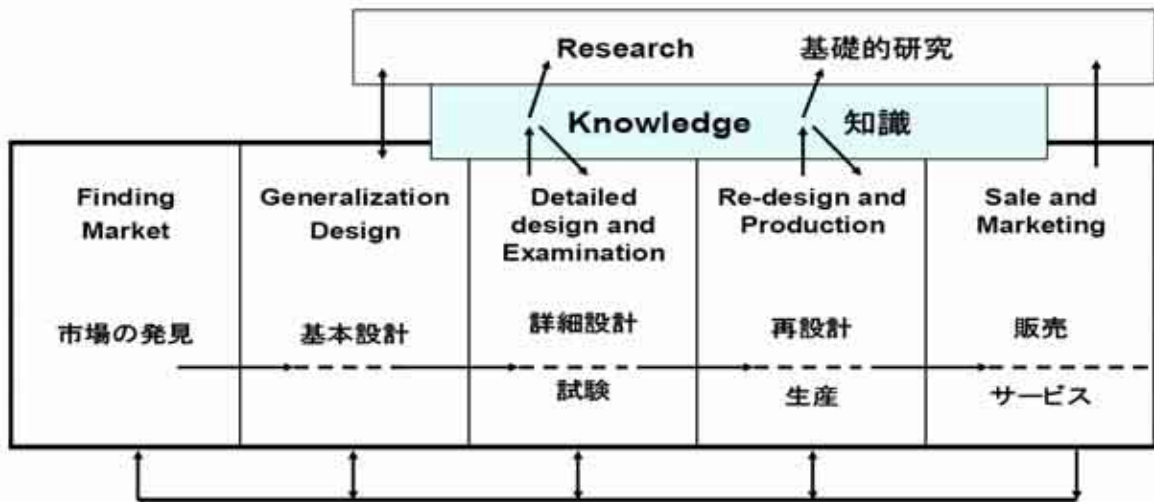 Research 基礎的研究
Knowledge 知識
Finding
Market
市場の発見
Generalization
Design
基本設計
Detailed
design and
Examination
詳細設計
試験
Re-design and
Production
再設計
生産
Sale and
Marketing
販売
サービス